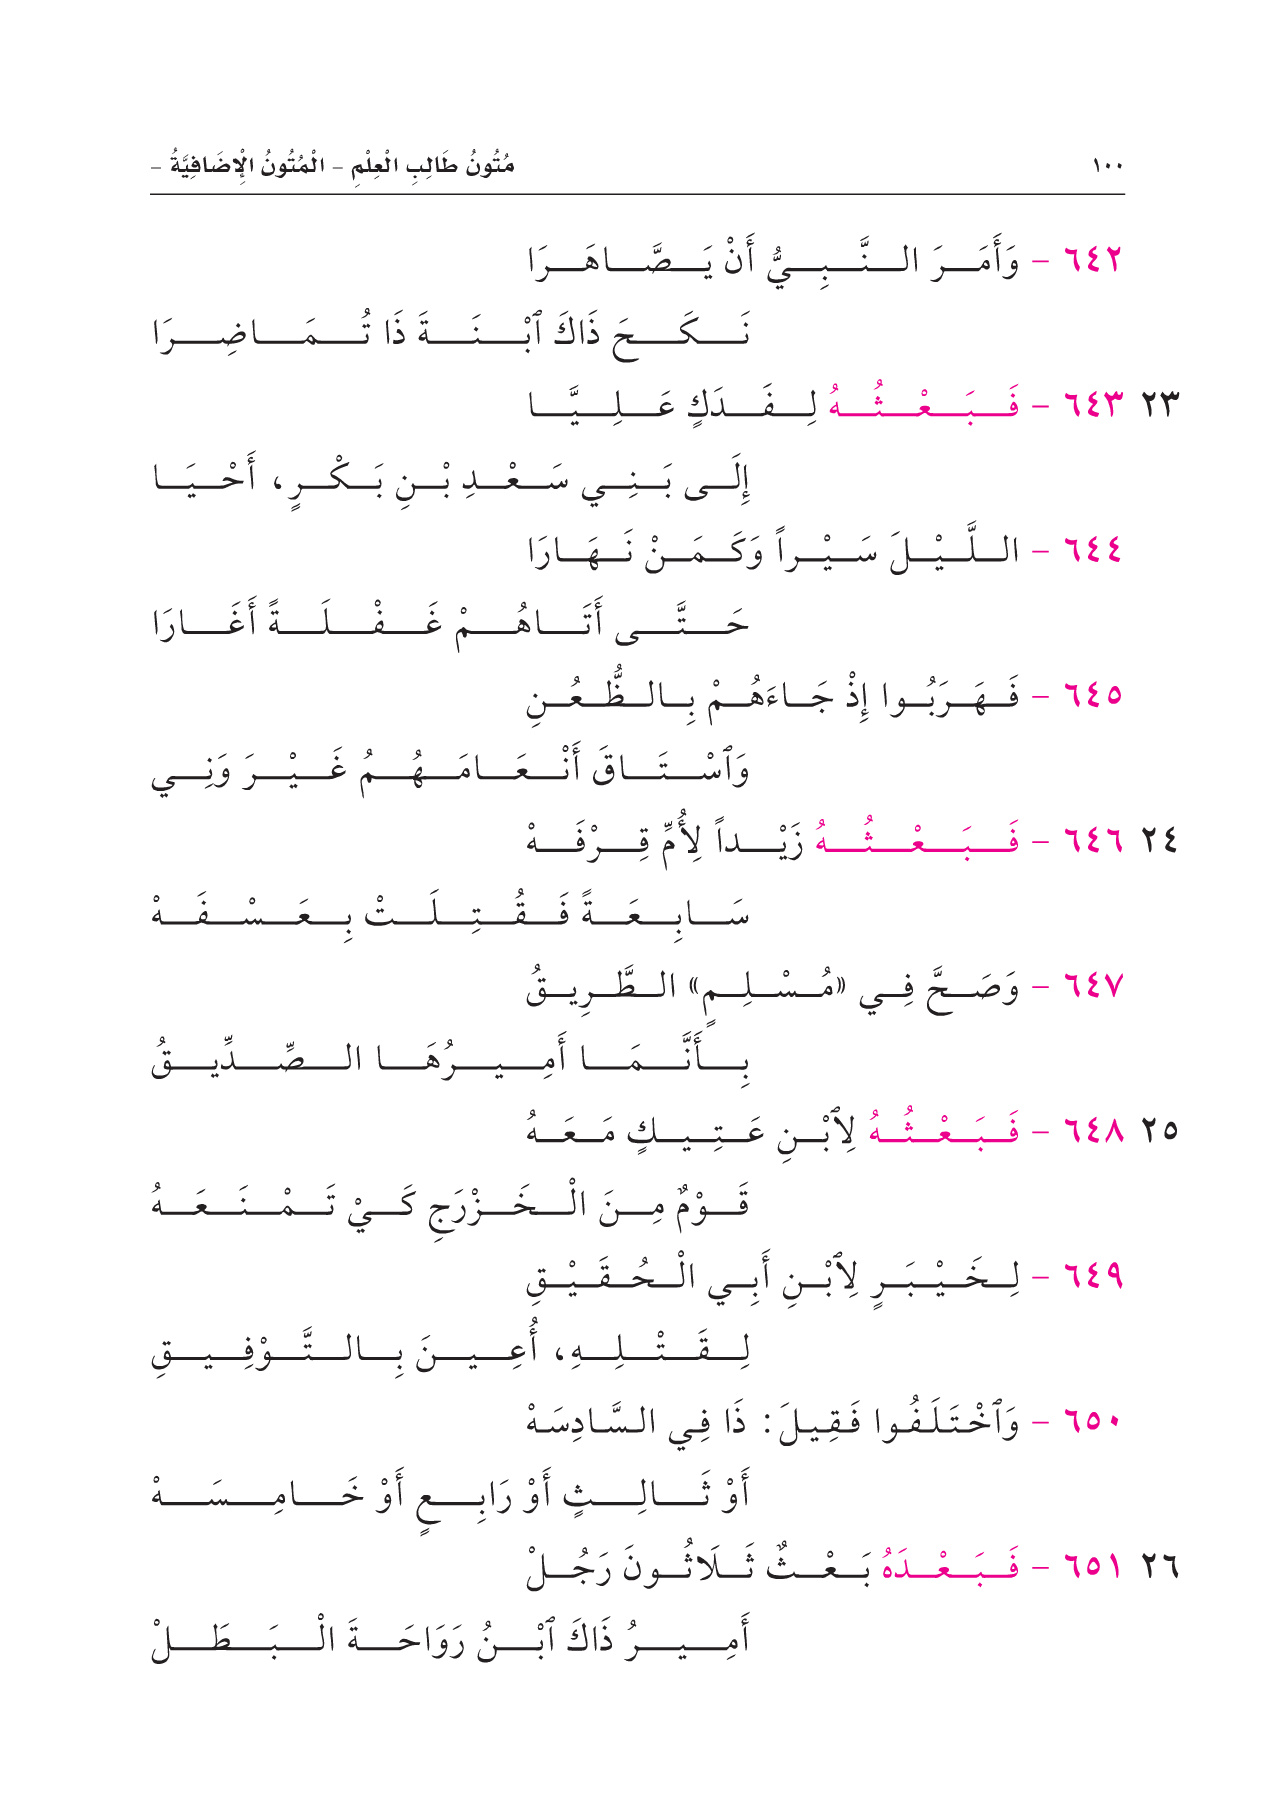 ١٠٠ مُتُونُ طَالِبِ الْعِلْمِ – الْمُتُونُ الْإِضَافِيَّةُ –
٦٤٢ – وَأَمَرَ النَّبِيُّ أَنْ يَصَّاهَرَا
نَكَحَ ذَاكَ ٱبْنَةَ ذَا تُمَاضِرَا
٢٣ ٦٤٣ – فَبَعْثُهُ لِفَدَكٍ عَلِيَّا
إِلَى بَنِي سَعْدِ بْنِ بَكْرٍ، أَحْيَا
٦٤٤ – اللَّيْلَ سَيْراً وَكَمَنْ نَهَارَا
حَتَّى أَتَاهُمْ غَفْلَةً أَغَارَا
٦٤٥ – فَهَرَبُوا إِذْ جَاءَهُمْ بِالظُّعُنِ
وَٱسْتَاقَ أَنْعَامَهُمُ غَيْرَ وَنِي
٢٤ ٦٤٦ – فَبَعْثُهُ زَيْداً لِأُمِّ قِرْفَهْ
سَابِعَةً فَقُتِلَتْ بِعَسْفَهْ
٦٤٧ – وَصَحَّ فِي «مُسْلِمٍ» الطَّرِيقُ
بِأَنَّمَا أَمِيرُهَا الصِّدِّيقُ
٢٥ ٦٤٨ – فَبَعْثُهُ لِٱبْنِ عَتِيكٍ مَعَهُ
قَوْمٌ مِنَ الْخَزْرَجِ كَيْ تَمْنَعَهُ
٦٤٩ – لِخَيْبَرٍ لِٱبْنِ أَبِي الْحُقَيْقِ
لِقَتْلِهِ، أُعِينَ بِالتَّوْفِيقِ
٦٥٠ – وَٱخْتَلَفُوا فَقِيلَ: ذَا فِي السَّادِسَهْ
أَوْ ثَالِثٍ أَوْ رَابِعٍ أَوْ خَامِسَهْ
٢٦ ٦٥١ – فَبَعْدَهُ بَعْثٌ ثَلَاثُونَ رَجُلْ
أَمِيرُ ذَاكَ ٱبْنُ رَوَاحَةَ الْبَطَلْ